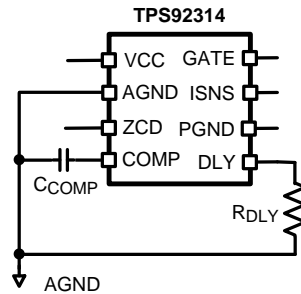 TPS92314
VCC GATE
AGND ISNS
ZCD PGND
COMP DLY
CCOMP
RDLY
AGND